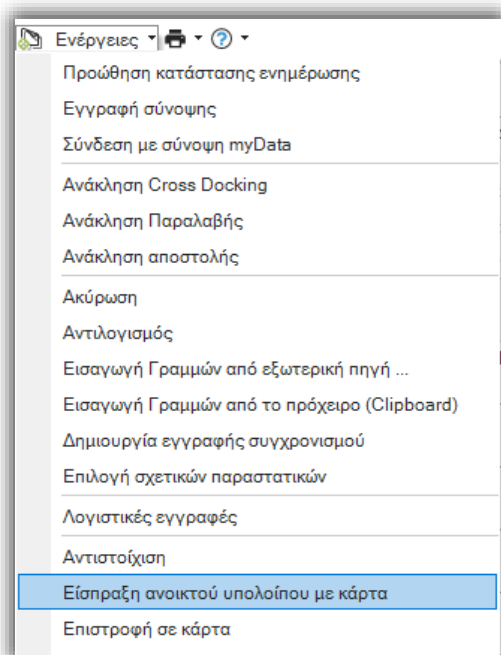 Ενέργειες
Προώθηση κατάστασης ενημέρωσης
Εγγραφή σύνοψης
Σύνδεση με σύνοψη myData
Ανάκληση Cross Docking
Ανάκληση Παραλαβής
Ανάκληση αποστολής
Ακύρωση
Αντιλογισμός
Εισαγωγή Γραμμών από εξωτερική πηγή ...
Εισαγωγή Γραμμών από το πρόχειρο (Clipboard)
Δημιουργία εγγραφής συγχρονισμού
Επιλογή σχετικών παραστατικών
Λογιστικές εγγραφές
Αντιστοίχιση
Είσπραξη ανοικτού υπολοίπου με κάρτα
Επιστροφή σε κάρτα